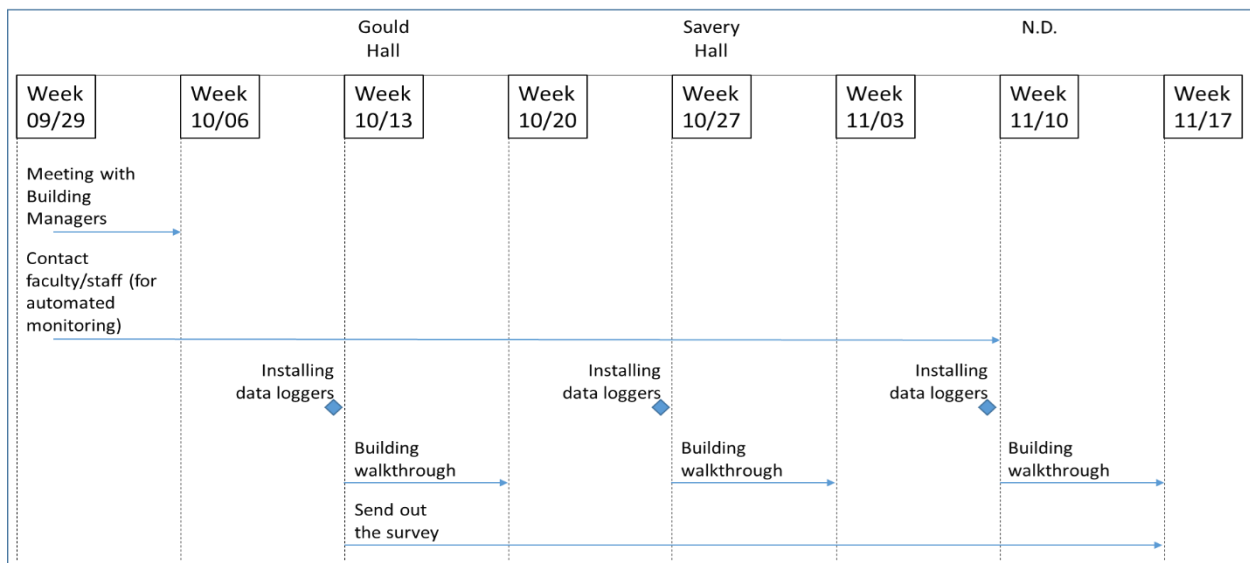 Gould
Hall
Savery
Hall
N.D.
Week
09/29
Week
10/06
Week
10/13
Week
10/20
Week
10/27
Week
11/03
Week
11/10
Week
11/17
Meeting with
Building
Managers
Contact
faculty/staff (for
automated
monitoring)
Installing
data loggers
Installing
data loggers
Installing
data loggers
Building
walkthrough
Building
walkthrough
Building
walkthrough
Send out
the survey